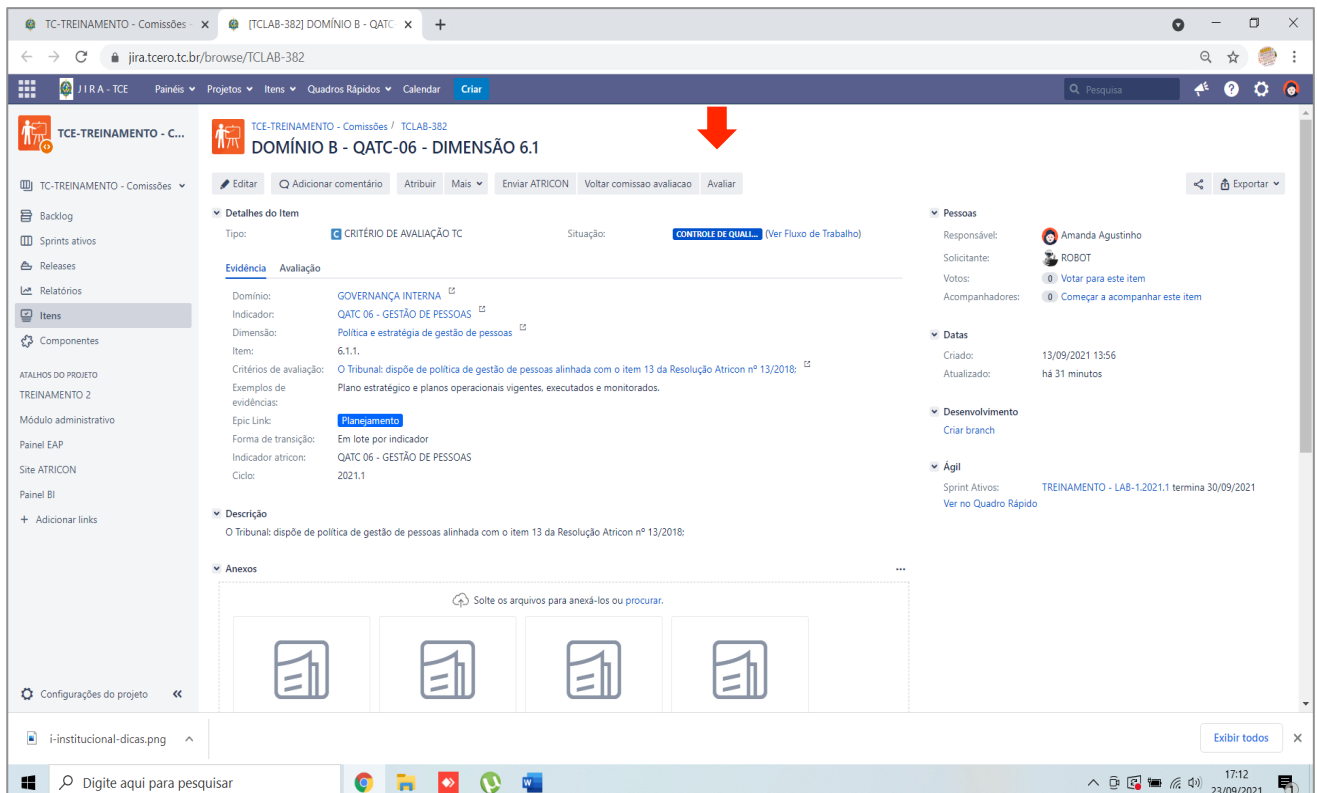 TC-TREINAMENTO - Comissões -
[TCLAB-382] DOMÍNIO B - QATC-
jira.tcero.tc.br/browse/TCLAB-382
JIRA-TCE Painéis Projetos Itens Quadros Rápidos Calendar Criar Pesquisa
TCE-TREINAMENTO - C...
TC-TREINAMENTO - Comissões
Backlog
Sprints ativos
Releases
Relatórios
Itens
Componentes
ATALHOS DO PROJETO
TREINAMENTO 2
Módulo administrativo
Painel EAP
Site ATRICON
Painel BI
+ Adicionar links
Configurações do projeto
TCE-TREINAMENTO - Comissões / TCLAB-382
DOMÍNIO B - QATC-06 - DIMENSÃO 6.1
Editar Adicionar comentário Atribuir Mais Enviar ATRICON Voltar comissao avaliacao Avaliar Exportar
Detalhes do Item
Tipo: C CRITÉRIO DE AVALIAÇÃO TC Situação: CONTROLE DE QUALI... (Ver Fluxo de Trabalho)
Evidência Avaliação
Domínio: GOVERNANÇA INTERNA
Indicador: QATC 06 - GESTÃO DE PESSOAS
Dimensão: Política e estratégia de gestão de pessoas
Item: 6.1.1.
Critérios de avaliação: O Tribunal: dispõe de política de gestão de pessoas alinhada com o item 13 da Resolução Atricon nº 13/2018;
Exemplos de Plano estratégico e planos operacionais vigentes, executados e monitorados.
evidências:
Epic Link: Planejamento
Forma de transição: Em lote por indicador
Indicador atricon: QATC 06 - GESTÃO DE PESSOAS
Ciclo: 2021.1
Descrição
O Tribunal: dispõe de política de gestão de pessoas alinhada com o item 13 da Resolução Atricon nº 13/2018;
Anexos
Solte os arquivos para anexá-los ou procurar.
Pessoas
Responsável: Amanda Agustinho
Solicitante: ROBOT
Votos: 0 Votar para este item
Acompanhadores: 0 Começar a acompanhar este item
Datas
Criado: 13/09/2021 13:56
Atualizado: há 31 minutos
Desenvolvimento
Criar branch
Ágil
Sprint Ativos: TREINAMENTO - LAB-1.2021.1 termina 30/09/2021
Ver no Quadro Rápido
i-institucional-dicas.png
Exibir todos
Digite aqui para pesquisar
17:12
23/09/2021